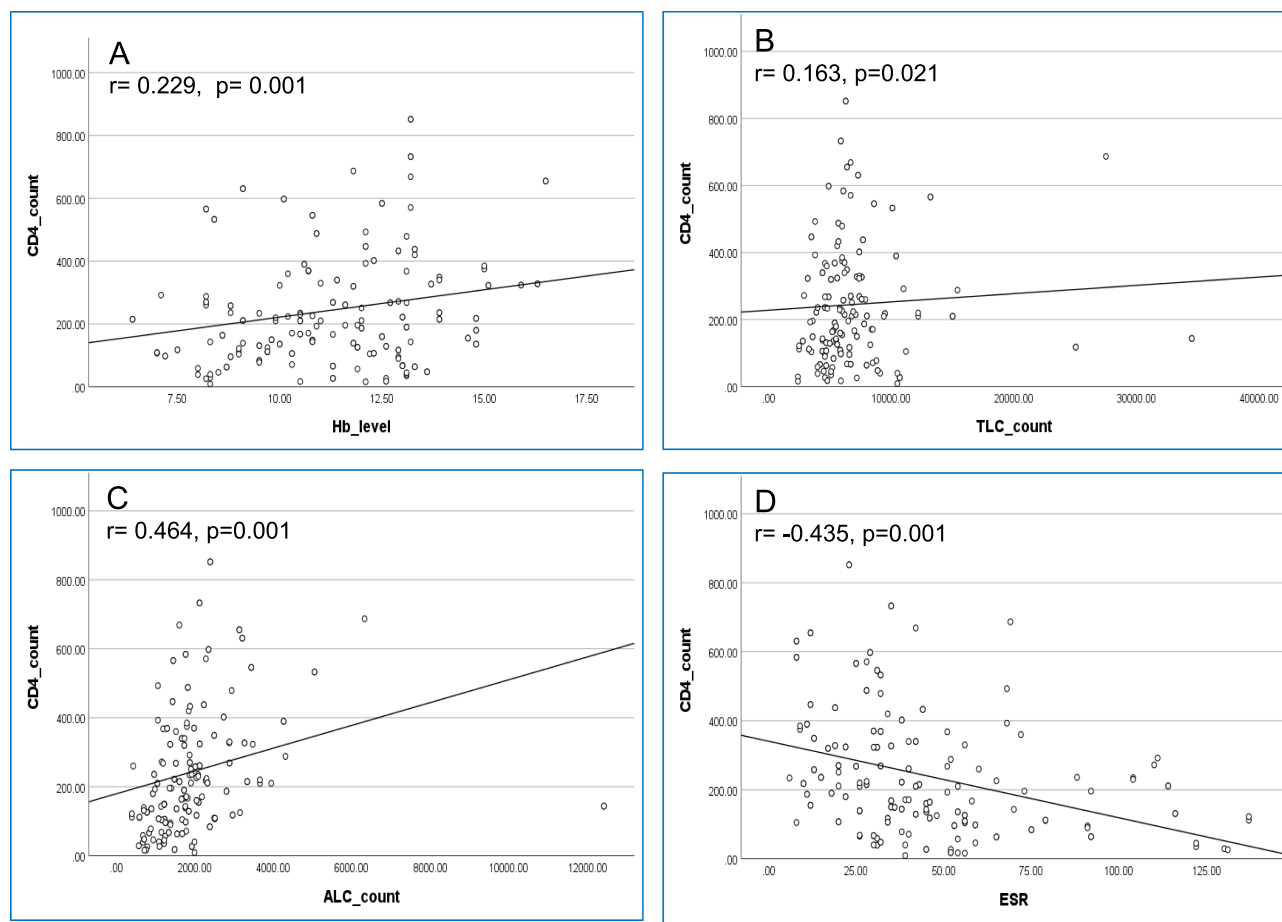 A
r= 0.229, p= 0.001
1000.00
800.00
600.00
400.00
200.00
.00
CD4_count
7.50 10.00 12.50 15.00 17.50
Hb_level
B
r= 0.163, p=0.021
1000.00
800.00
600.00
400.00
200.00
.00
CD4_count
.00 10000.00 20000.00 30000.00 40000.00
TLC_count
C
r= 0.464, p=0.001
1000.00
800.00
600.00
400.00
200.00
.00
CD4_count
.00 2000.00 4000.00 6000.00 8000.00 10000.00 12000.00
ALC_count
D
r= -0.435, p=0.001
1000.00
800.00
600.00
400.00
200.00
.00
CD4_count
.00 25.00 50.00 75.00 100.00 125.00
ESR